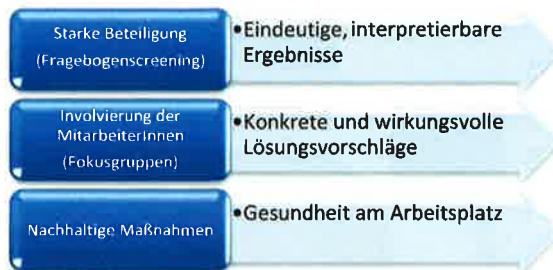 Starke Beteiligung
(Fragebogenscreening)
•Eindeutige, interpretierbare
Ergebnisse
Involvierung der
MitarbeiterInnen
(Fokusgruppen)
•Konkrete und wirkungsvolle
Lösungsvorschläge
Nachhaltige Maßnahmen
•Gesundheit am Arbeitsplatz